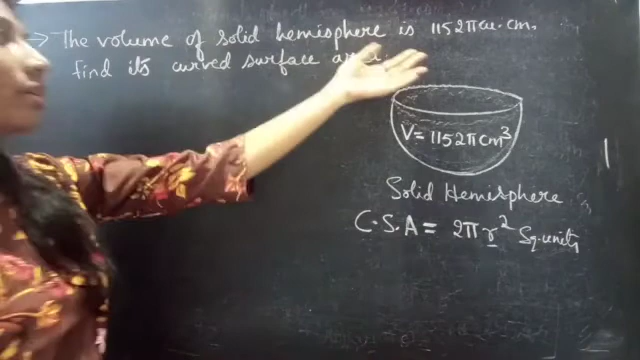 → The volume of solid hemisphere is 1152π cu.cm.
find its curved surface area.
V = 1152π cm³
Solid Hemisphere
C.S.A = 2πr² Sq.units